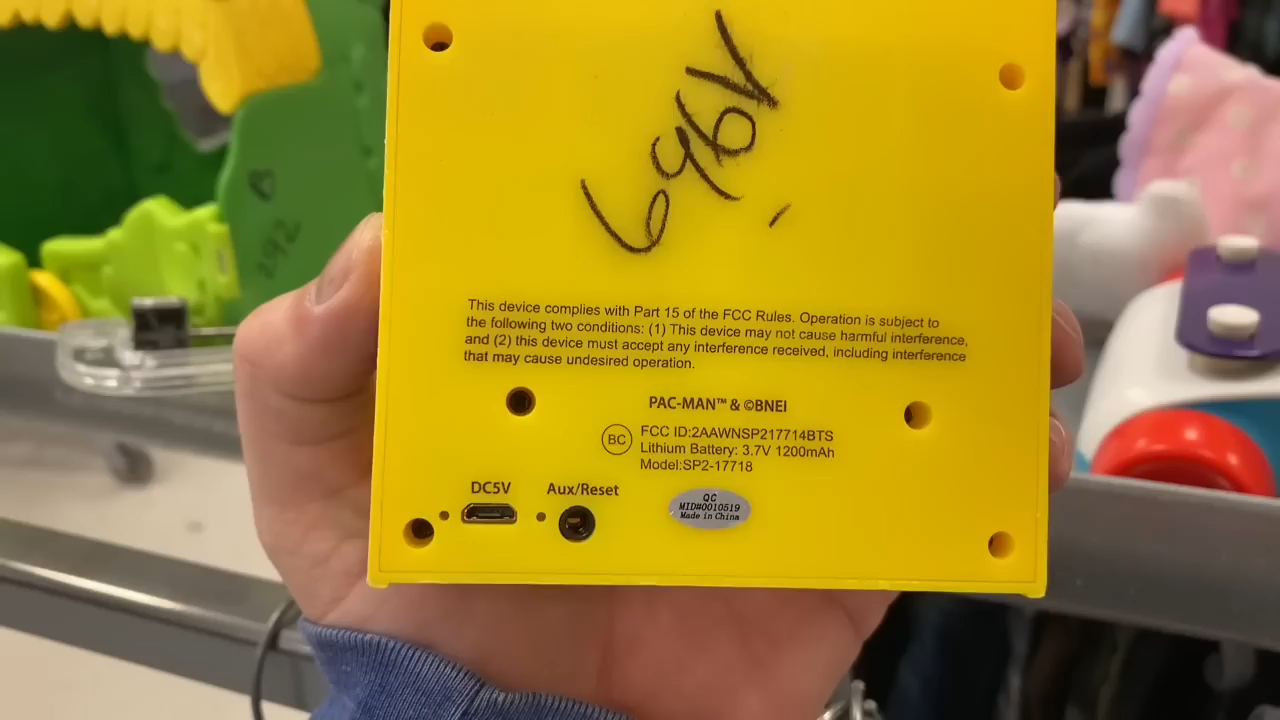 This device complies with Part 15 of the FCC Rules. Operation is subject to
the following two conditions: (1) This device may not cause harmful interference,
and (2) this device must accept any interference received, including interference
that may cause undesired operation.
PAC-MAN™ & ©BNEI
BC
FCC ID:2AAWNSP217714BTS
Lithium Battery: 3.7V 1200mAh
Model:SP2-17718
DC5V
Aux/Reset
QC
MID#0010519
Made in China
292